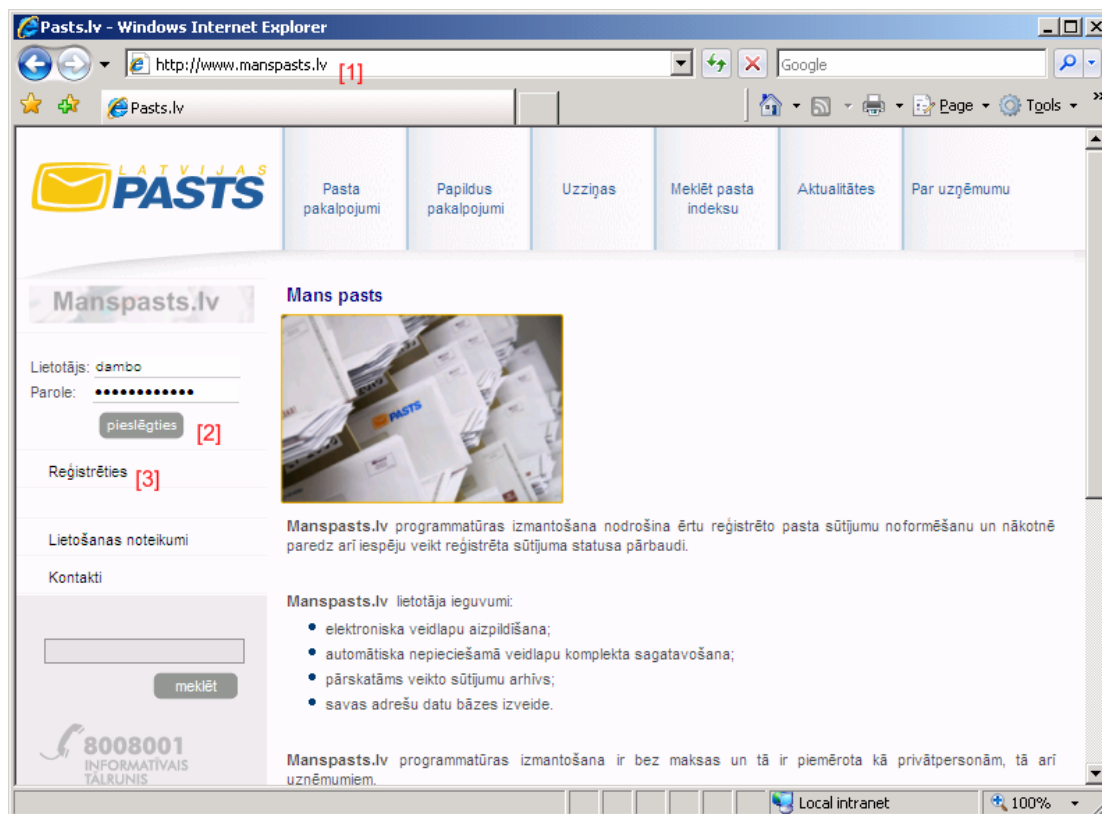 Pasts.lv - Windows Internet Explorer
http://www.manspasts.lv [1]
Google
Pasts.lv
Page
Tools
LATVIJAS
PASTS
Pasta pakalpojumi
Papildus pakalpojumi
Uzziņas
Meklēt pasta indeksu
Aktualitātes
Par uzņēmumu
Manspasts.lv
Lietotājs: dambo
Parole: ••••••••••••
pieslēgties [2]
Reģistrēties [3]
Lietošanas noteikumi
Kontakti
meklēt
8008001
INFORMATĪVAIS
TĀLRUNIS
Mans pasts
PASTS
Manspasts.lv programmatūras izmantošana nodrošina ērtu reģistrēto pasta sūtījumu noformēšanu un nākotnē
paredz arī iespēju veikt reģistrēta sūtījuma statusa pārbaudi.
Manspasts.lv lietotāja ieguvumi:
• elektroniska veidlapu aizpildīšana;
• automātiska nepieciešamā veidlapu komplekta sagatavošana;
• pārskatāms veikto sūtījumu arhīvs;
• savas adrešu datu bāzes izveide.
Manspasts.lv programmatūras izmantošana ir bez maksas un tā ir piemērota kā privātpersonām, tā arī
uzņēmumiem.
Local intranet
100%